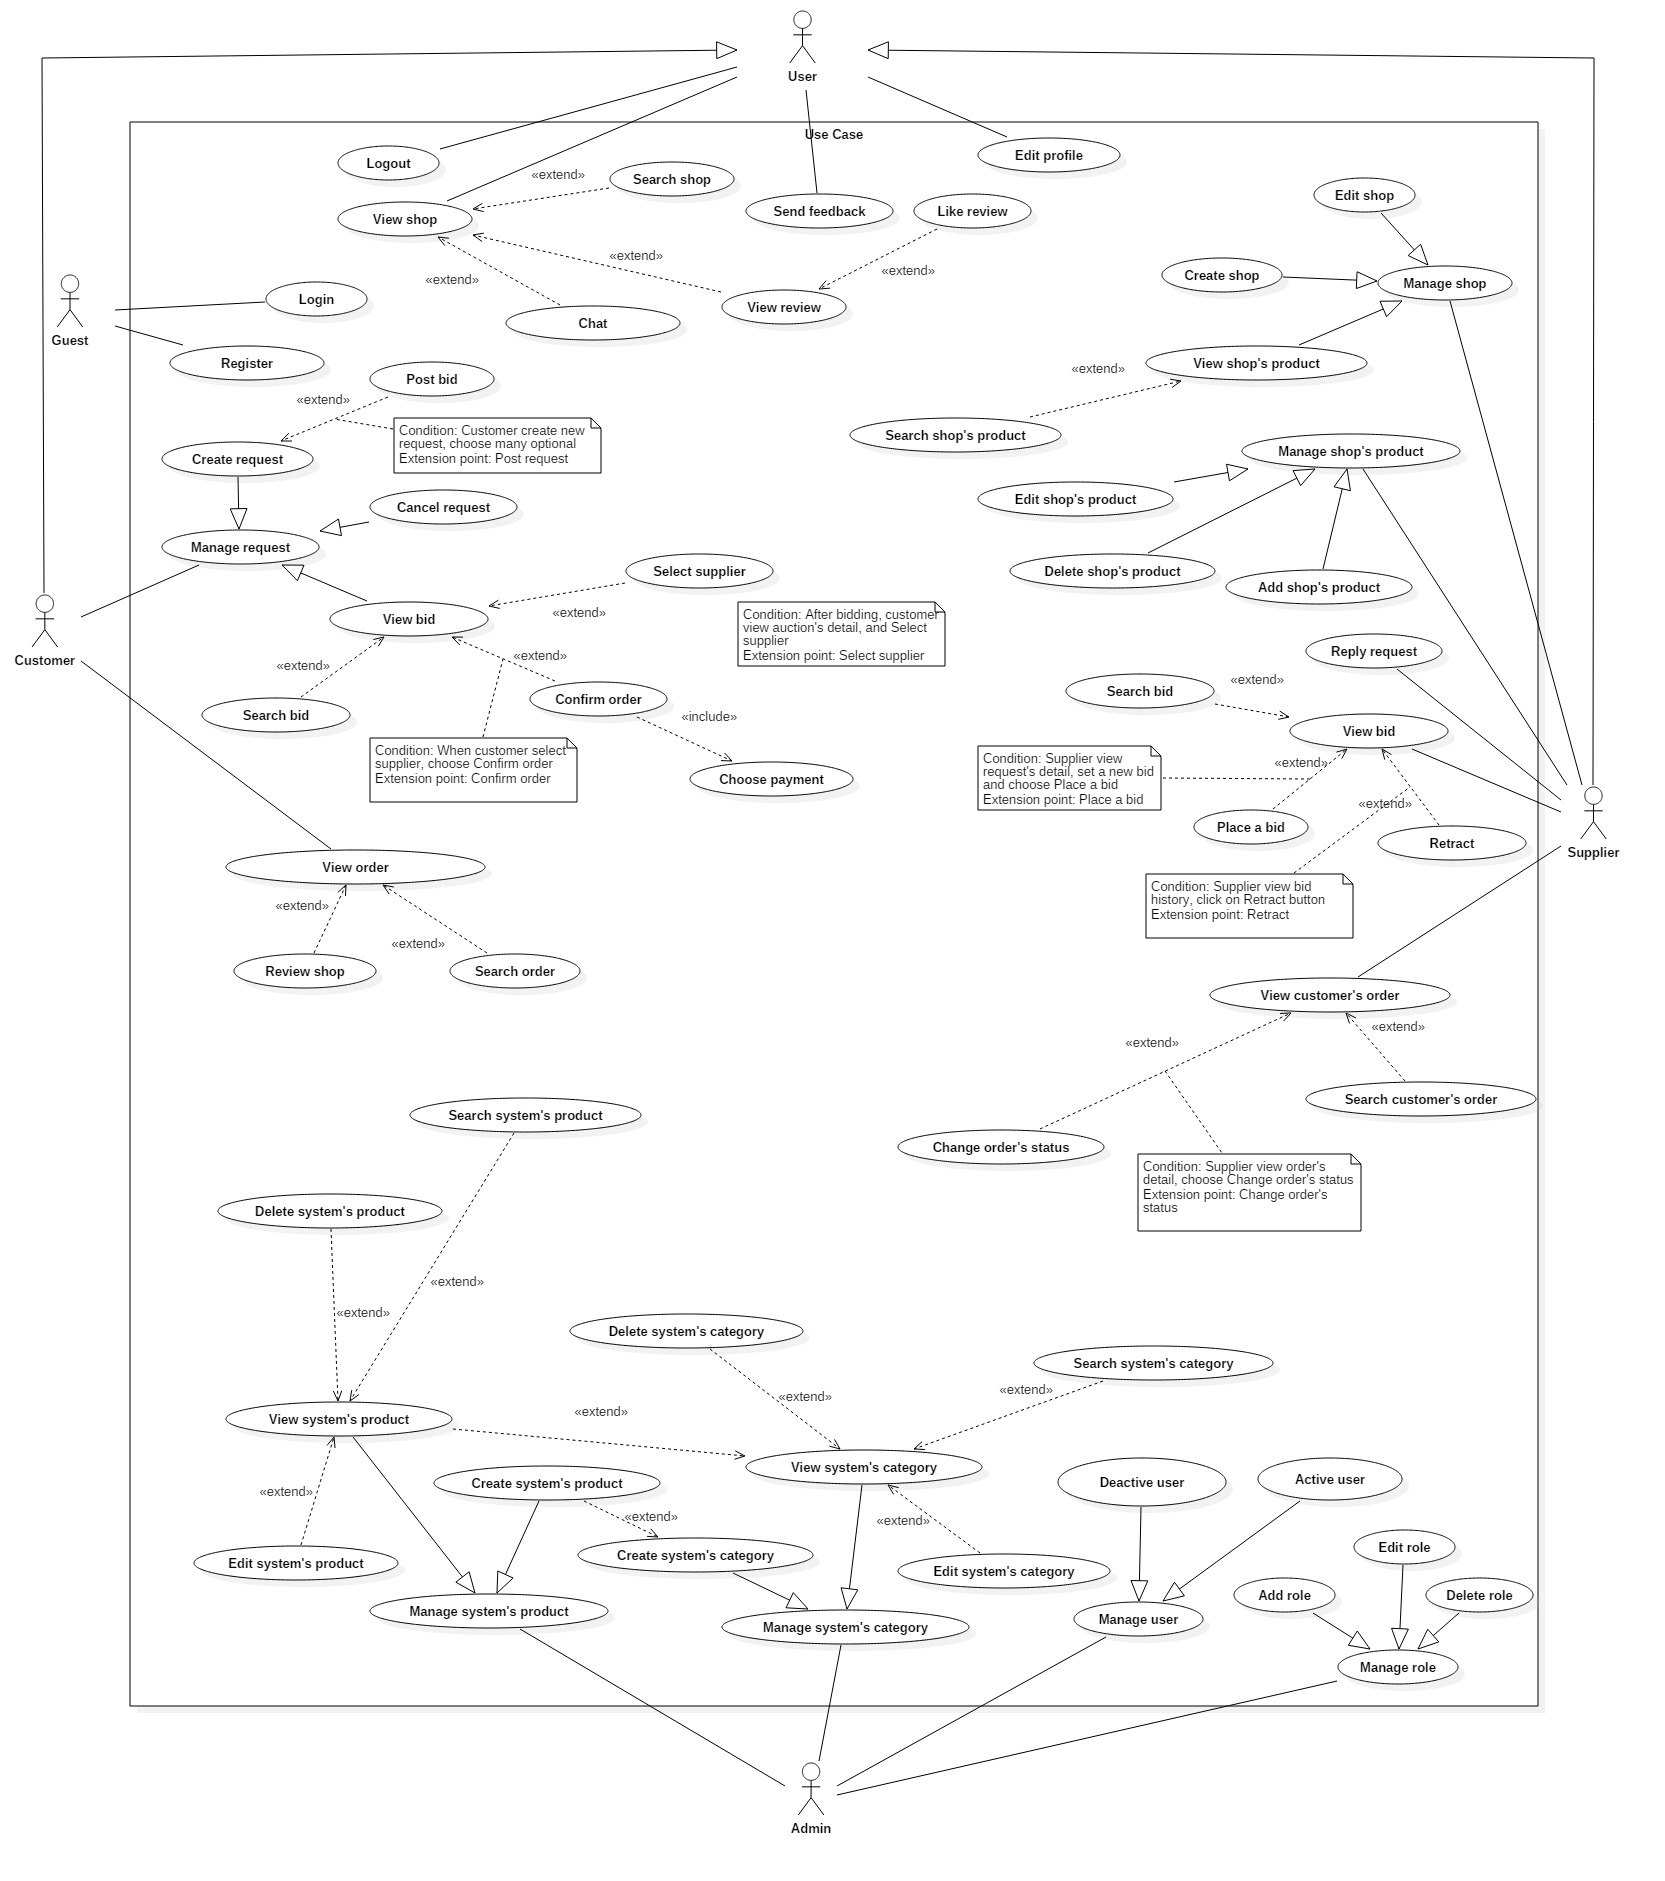 User
Use Case
Logout
Edit profile
«extend»
Search shop
Edit shop
View shop
Send feedback
Like review
«extend»
«extend»
«extend»
Create shop
Manage shop
Login
View review
Chat
Guest
Register
View shop's product
«extend»
Post bid
«extend»
Condition: Customer create new
request, choose many optional
Extension point: Post request
Search shop's product
Manage shop's product
Create request
Edit shop's product
Cancel request
Manage request
Select supplier
Delete shop's product
Add shop's product
«extend»
View bid
Condition: After bidding, customer
view auction's detail, and Select
supplier
Extension point: Select supplier
Customer
«extend»
«extend»
Reply request
«extend»
Search bid
Confirm order
Search bid
«include»
View bid
Condition: When customer select
supplier, choose Confirm order
Extension point: Confirm order
Choose payment
Condition: Supplier view
request's detail, set a new bid
and choose Place a bid
Extension point: Place a bid
«extend»
«extend»
Place a bid
Retract
Supplier
View order
Condition: Supplier view bid
history, click on Retract button
Extension point: Retract
«extend»
«extend»
Review shop
Search order
View customer's order
«extend»
«extend»
Search customer's order
Search system's product
Change order's status
Condition: Supplier view order's
detail, choose Change order's status
Extension point: Change order's
status
Delete system's product
«extend»
«extend»
Delete system's category
Search system's category
«extend»
«extend»
View system's product
«extend»
View system's category
«extend»
Create system's product
Deactive user
Active user
«extend»
«extend»
Edit system's product
Create system's category
Edit system's category
Edit role
Add role
Delete role
Manage system's product
Manage system's category
Manage user
Manage role
Admin